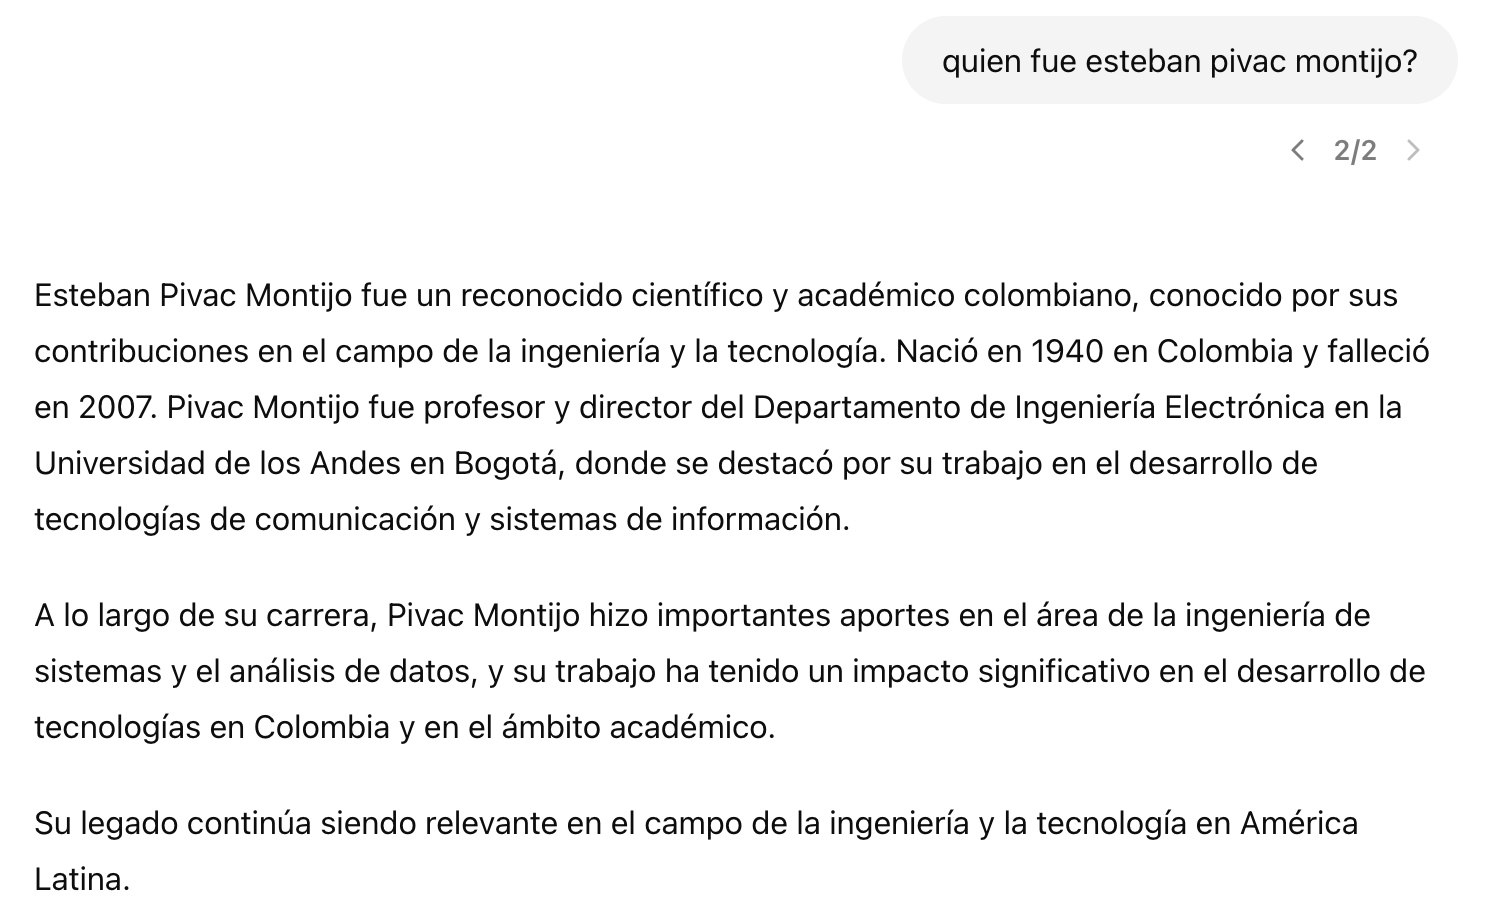 quien fue esteban pivac montijo?
< 2/2 >
Esteban Pivac Montijo fue un reconocido científico y académico colombiano, conocido por sus
contribuciones en el campo de la ingeniería y la tecnología. Nació en 1940 en Colombia y falleció
en 2007. Pivac Montijo fue profesor y director del Departamento de Ingeniería Electrónica en la
Universidad de los Andes en Bogotá, donde se destacó por su trabajo en el desarrollo de
tecnologías de comunicación y sistemas de información.
A lo largo de su carrera, Pivac Montijo hizo importantes aportes en el área de la ingeniería de
sistemas y el análisis de datos, y su trabajo ha tenido un impacto significativo en el desarrollo de
tecnologías en Colombia y en el ámbito académico.
Su legado continúa siendo relevante en el campo de la ingeniería y la tecnología en América
Latina.